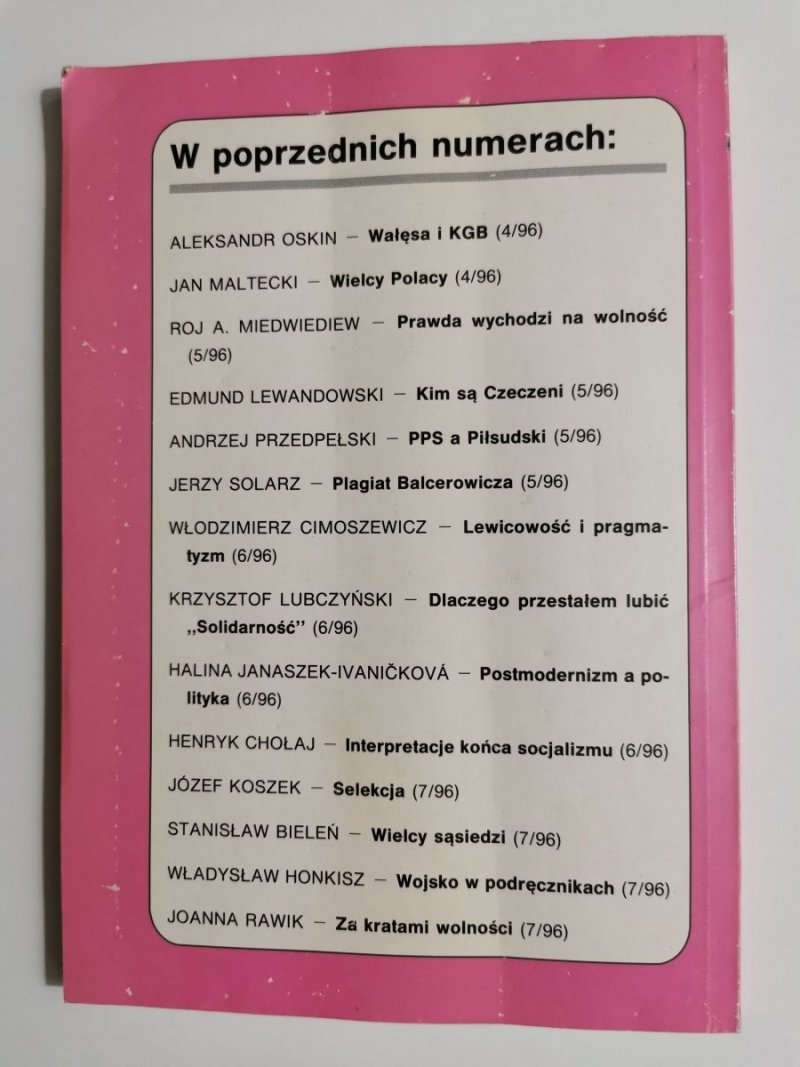 W poprzednich numerach:
ALEKSANDR OSKIN — Wałęsa i KGB (4/96)
JAN MALTECKI — Wielcy Polacy (4/96)
ROJ A. MIEDWIEDIEW — Prawda wychodzi na wolność
(5/96)
EDMUND LEWANDOWSKI — Kim są Czeczeni (5/96)
ANDRZEJ PRZEDPEŁSKI — PPS a Piłsudski (5/96)
JERZY SOLARZ — Plagiat Balcerowicza (5/96)
WŁODZIMIERZ CIMOSZEWICZ — Lewicowość i pragma-
tyzm (6/96)
KRZYSZTOF LUBCZYŃSKI — Dlaczego przestałem lubić
„Solidarność” (6/96)
HALINA JANASZEK-IVANIČKOVÁ — Postmodernizm a po-
lityka (6/96)
HENRYK CHOŁAJ — Interpretacje końca socjalizmu (6/96)
JÓZEF KOSZEK — Selekcja (7/96)
STANISŁAW BIELEŃ — Wielcy sąsiedzi (7/96)
WŁADYSŁAW HONKISZ — Wojsko w podręcznikach (7/96)
JOANNA RAWIK — Za kratami wolności (7/96)